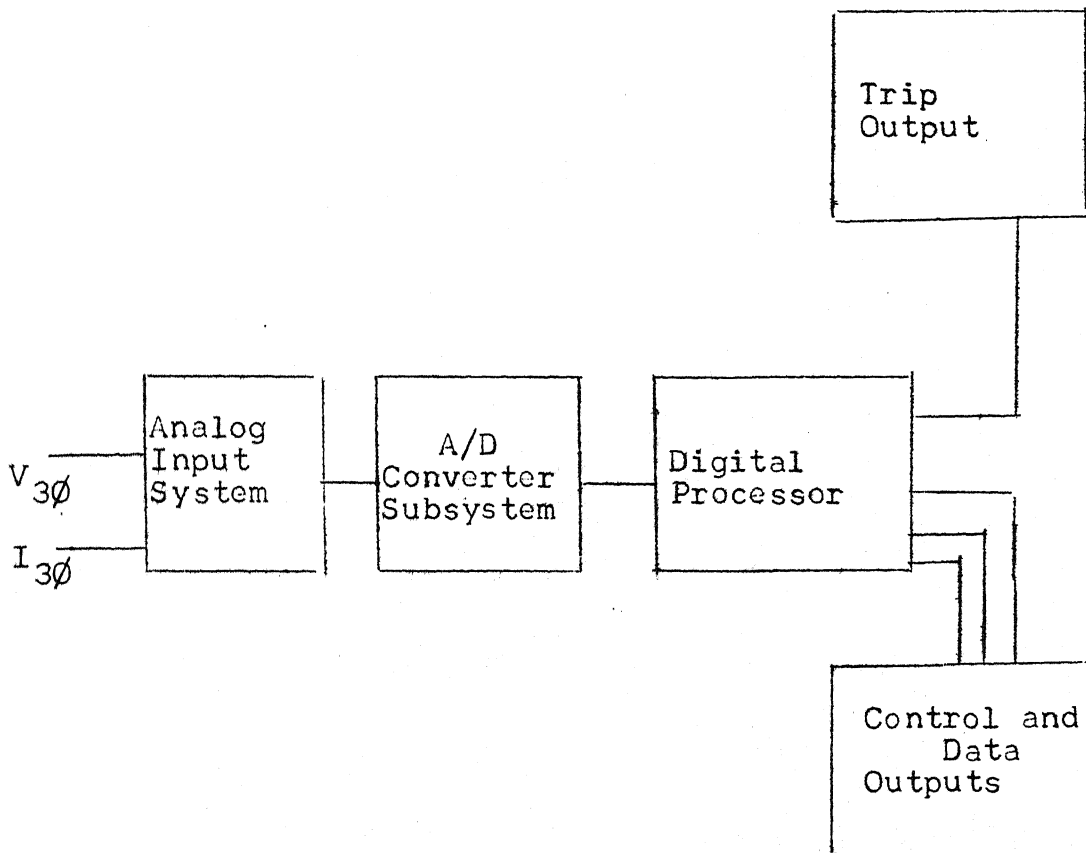 Trip
Output
Analog
Input
System
A/D
Converter
Subsystem
Digital
Processor
V3Ø
I3Ø
Control and
Data
Outputs